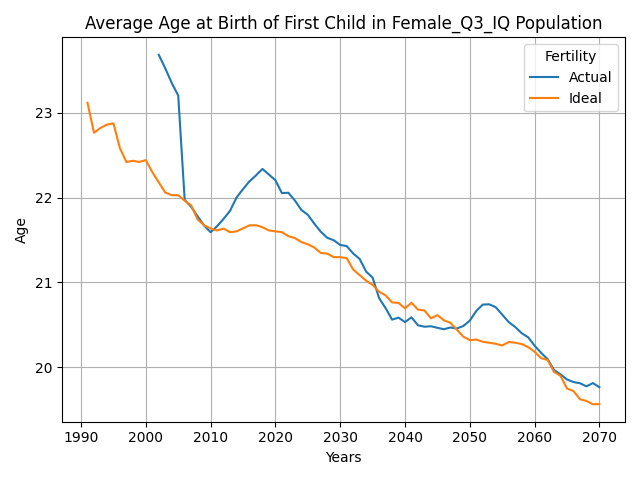 Average Age at Birth of First Child in Female_Q3_IQ Population
Fertility
Actual
Ideal
23
22
21
20
Age
1990 2000 2010 2020 2030 2040 2050 2060 2070
Years